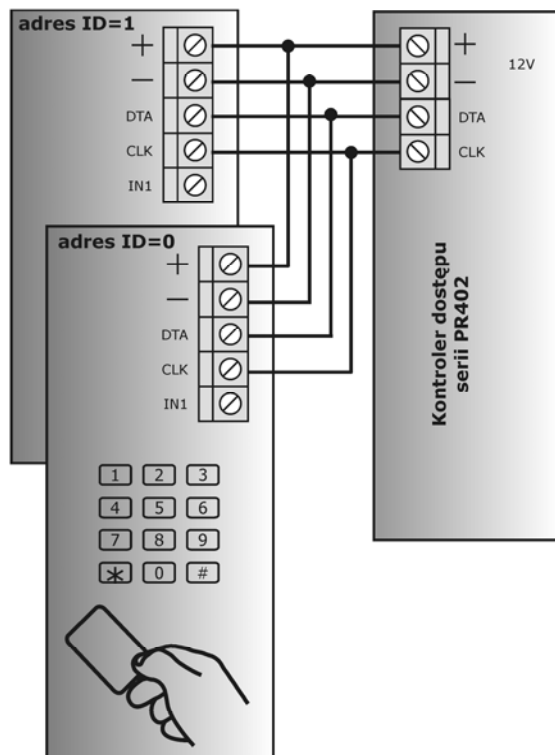 adres ID=1
+
—
DTA
CLK
IN1
+
—
DTA
CLK
12V
adres ID=0
+
—
DTA
CLK
IN1
Kontroler dostępu
serii PR402
1 2 3
4 5 6
7 8 9
* 0 #